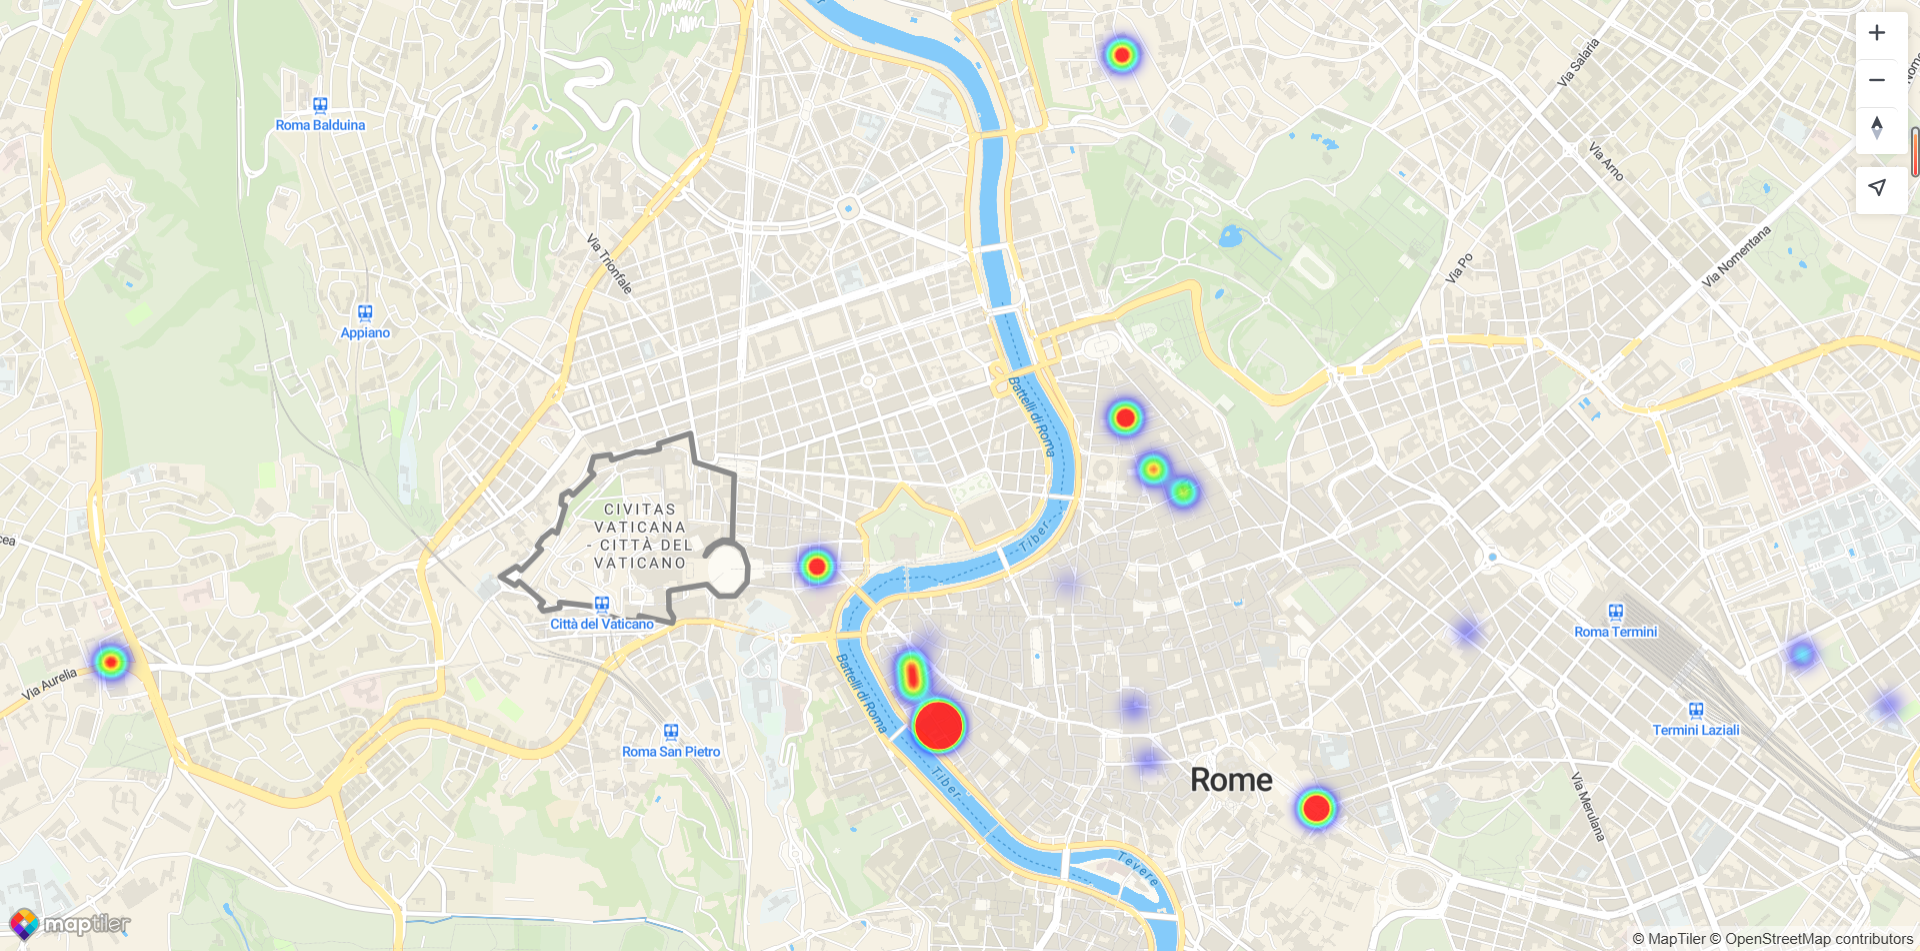 Via Salaria
Roma Balduina
Via Arno
Via Trionfale
Via Po
Via Nomentana
Appiano
Battelli di Roma
CIVITAS
VATICANA
- CITTÀ DEL
VATICANO
Tiber
Città del Vaticano
Roma Termini
Via Aurelia
Battelli di Roma
Roma San Pietro
Termini Laziali
Tiber
Rome
Via Merulana
Tevere
maptiler
© MapTiler © OpenStreetMap contributors